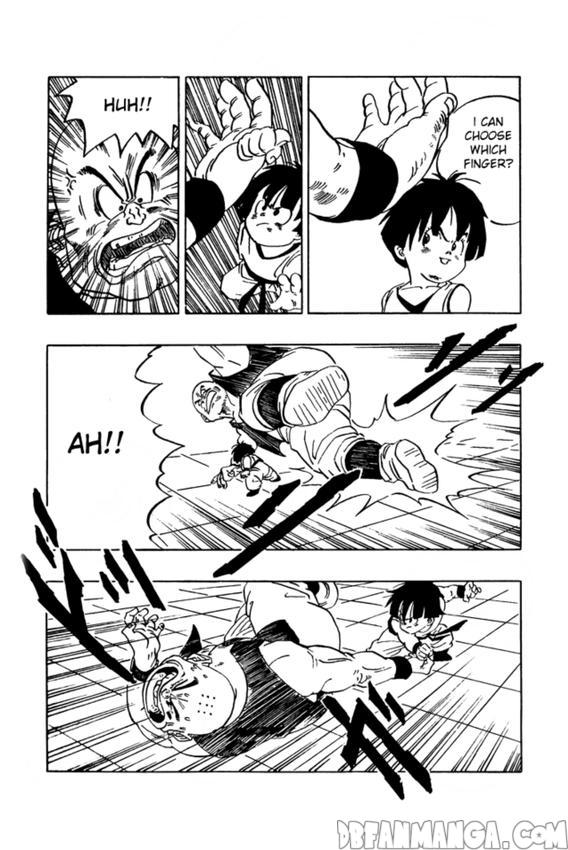 I CAN
CHOOSE
WHICH
FINGER?
HUH!!
AH!!
DBFANMANGA.COM